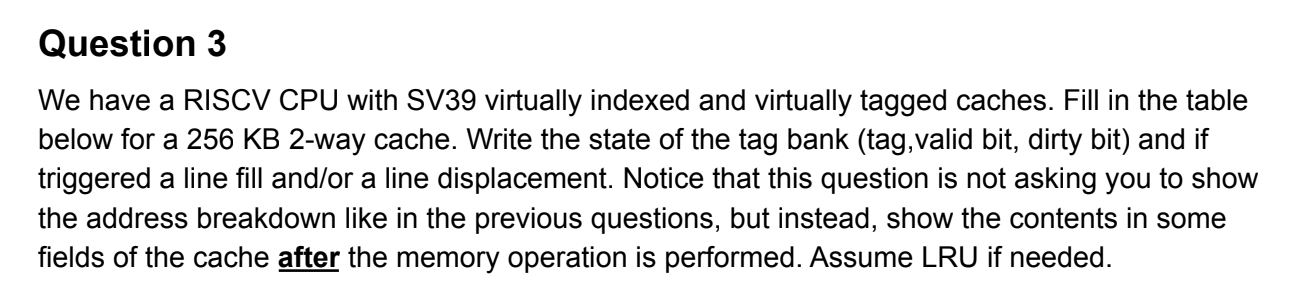 Question 3
We have a RISCV CPU with SV39 virtually indexed and virtually tagged caches. Fill in the table
below for a 256 KB 2-way cache. Write the state of the tag bank (tag,valid bit, dirty bit) and if
triggered a line fill and/or a line displacement. Notice that this question is not asking you to show
the address breakdown like in the previous questions, but instead, show the contents in some
fields of the cache after the memory operation is performed. Assume LRU if needed.